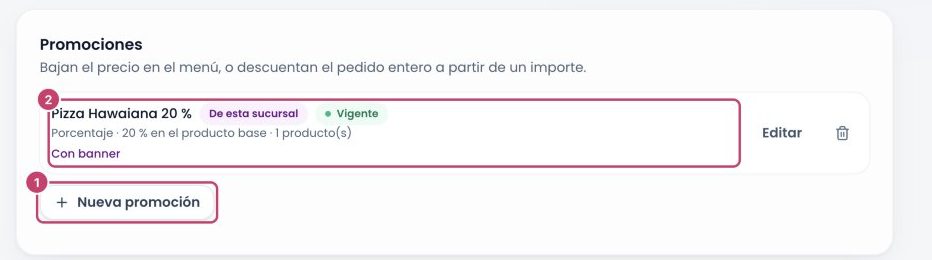 Promociones
Bajan el precio en el menú, o descuentan el pedido entero a partir de un importe.
2
Pizza Hawaiana 20 % De esta sucursal Vigente
Porcentaje · 20 % en el producto base · 1 producto(s)
Con banner
Editar
1
+ Nueva promoción